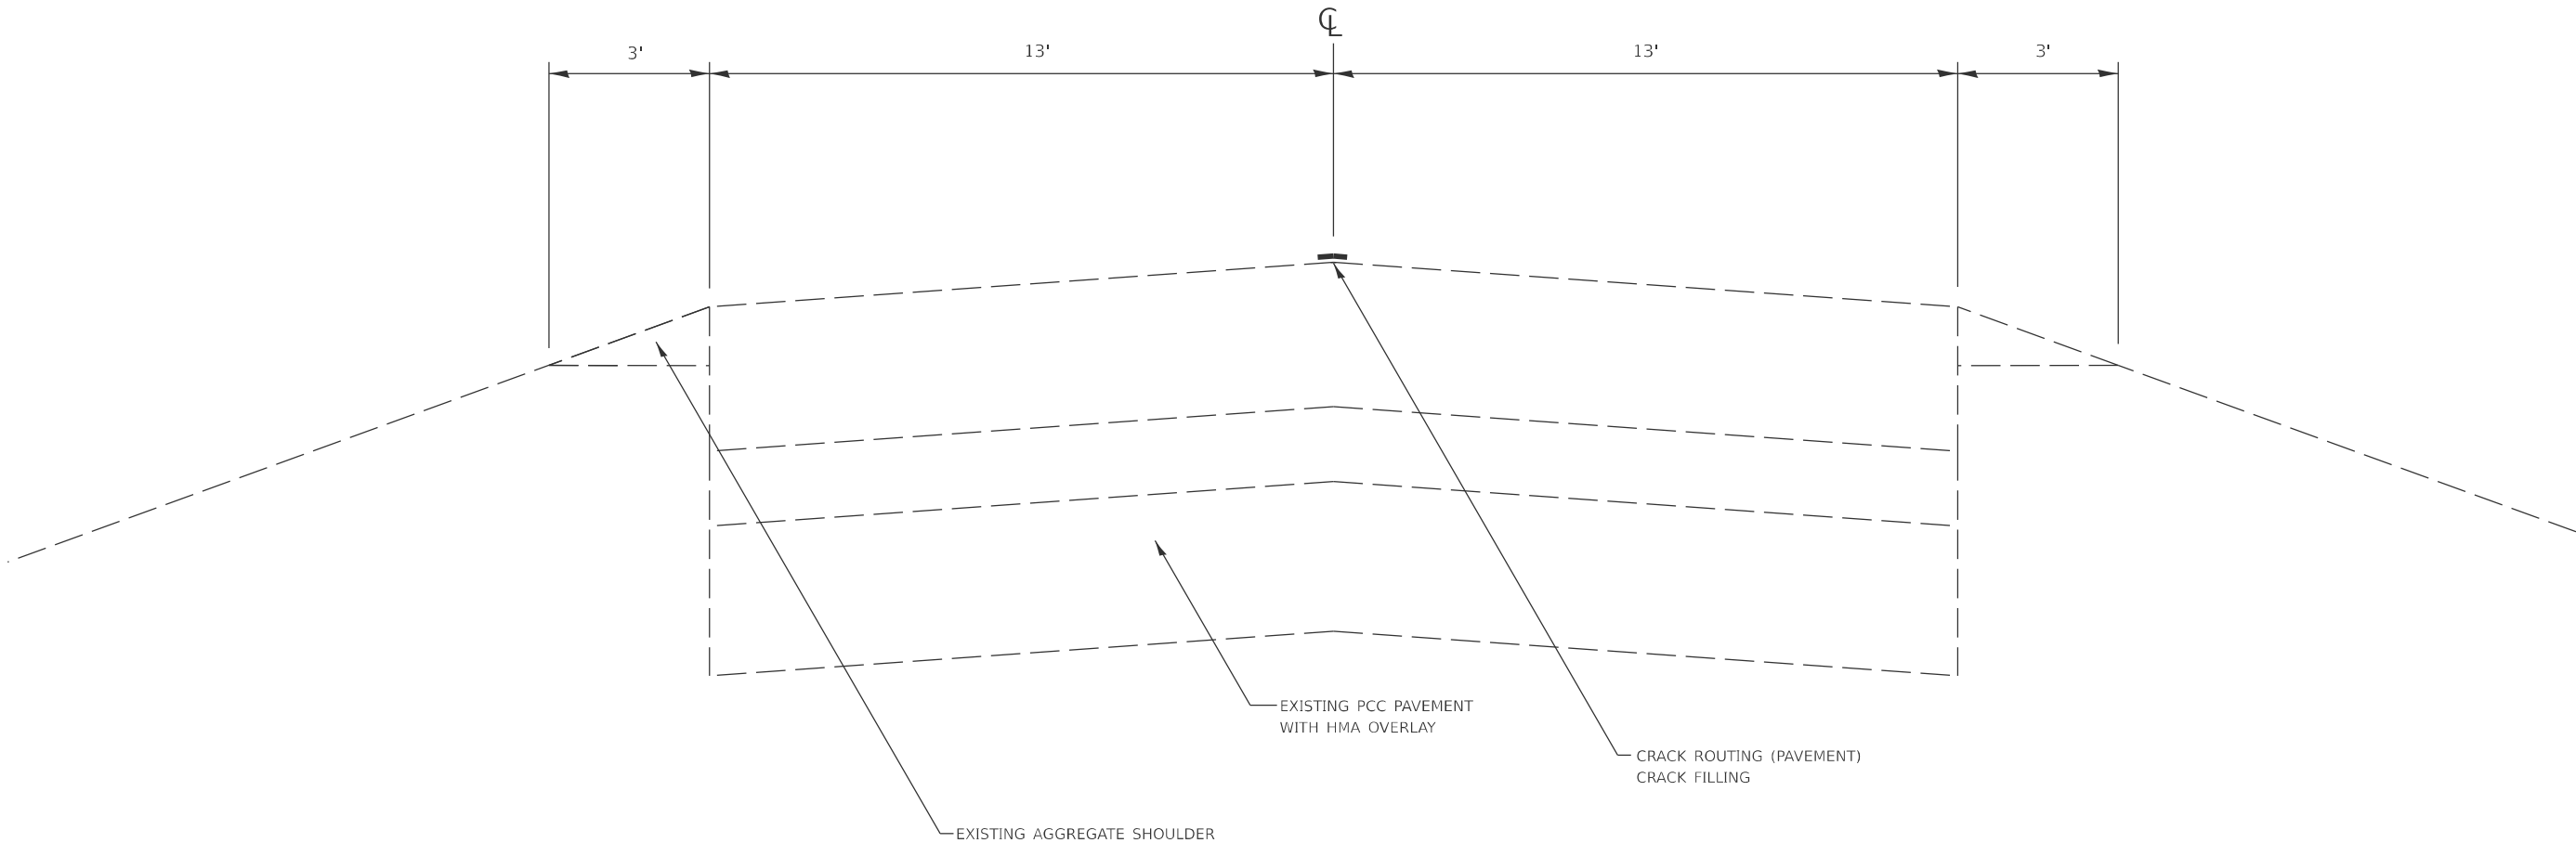 ℄
3' 13' 13' 3'
EXISTING PCC PAVEMENT
WITH HMA OVERLAY
CRACK ROUTING (PAVEMENT)
CRACK FILLING
EXISTING AGGREGATE SHOULDER